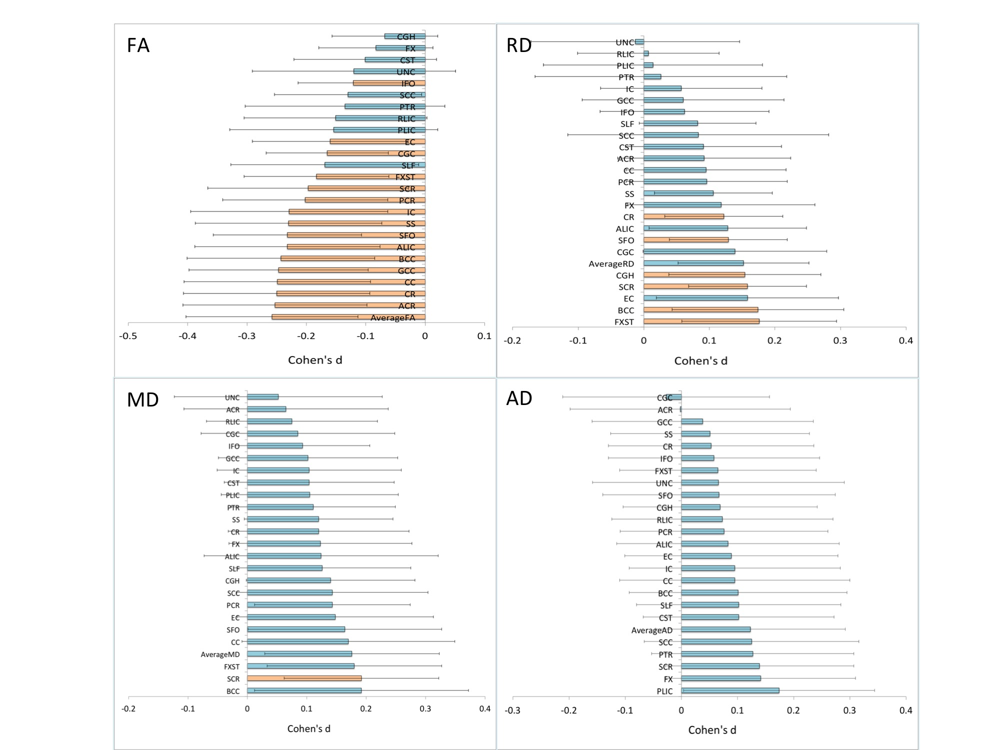 FA
CGH
FX
CST
UNC
IFO
SCC
PTR
RLIC
PLIC
EC
CGC
SLF
FXST
SCR
PCR
IC
SS
SFO
ALIC
BCC
GCC
CC
CR
ACR
AverageFA
-0.5 -0.4 -0.3 -0.2 -0.1 0 0.1
Cohen's d
RD
UNC
RLIC
PLIC
PTR
IC
GCC
IFO
SLF
SCC
CST
ACR
CC
PCR
SS
FX
CR
ALIC
SFO
CGC
AverageRD
CGH
SCR
EC
BCC
FXST
-0.2 -0.1 0 0.1 0.2 0.3 0.4
Cohen's d
MD
UNC
ACR
RLIC
CGC
IFO
GCC
IC
CST
PLIC
PTR
SS
CR
FX
ALIC
SLF
CGH
SCC
PCR
EC
SFO
CC
AverageMD
FXST
SCR
BCC
-0.2 -0.1 0 0.1 0.2 0.3 0.4
Cohen's d
AD
CGC
ACR
GCC
SS
CR
IFO
FXST
UNC
SFO
CGH
RLIC
PCR
ALIC
EC
IC
CC
BCC
SLF
CST
AverageAD
SCC
PTR
SCR
FX
PLIC
-0.3 -0.2 -0.1 0 0.1 0.2 0.3 0.4
Cohen's d